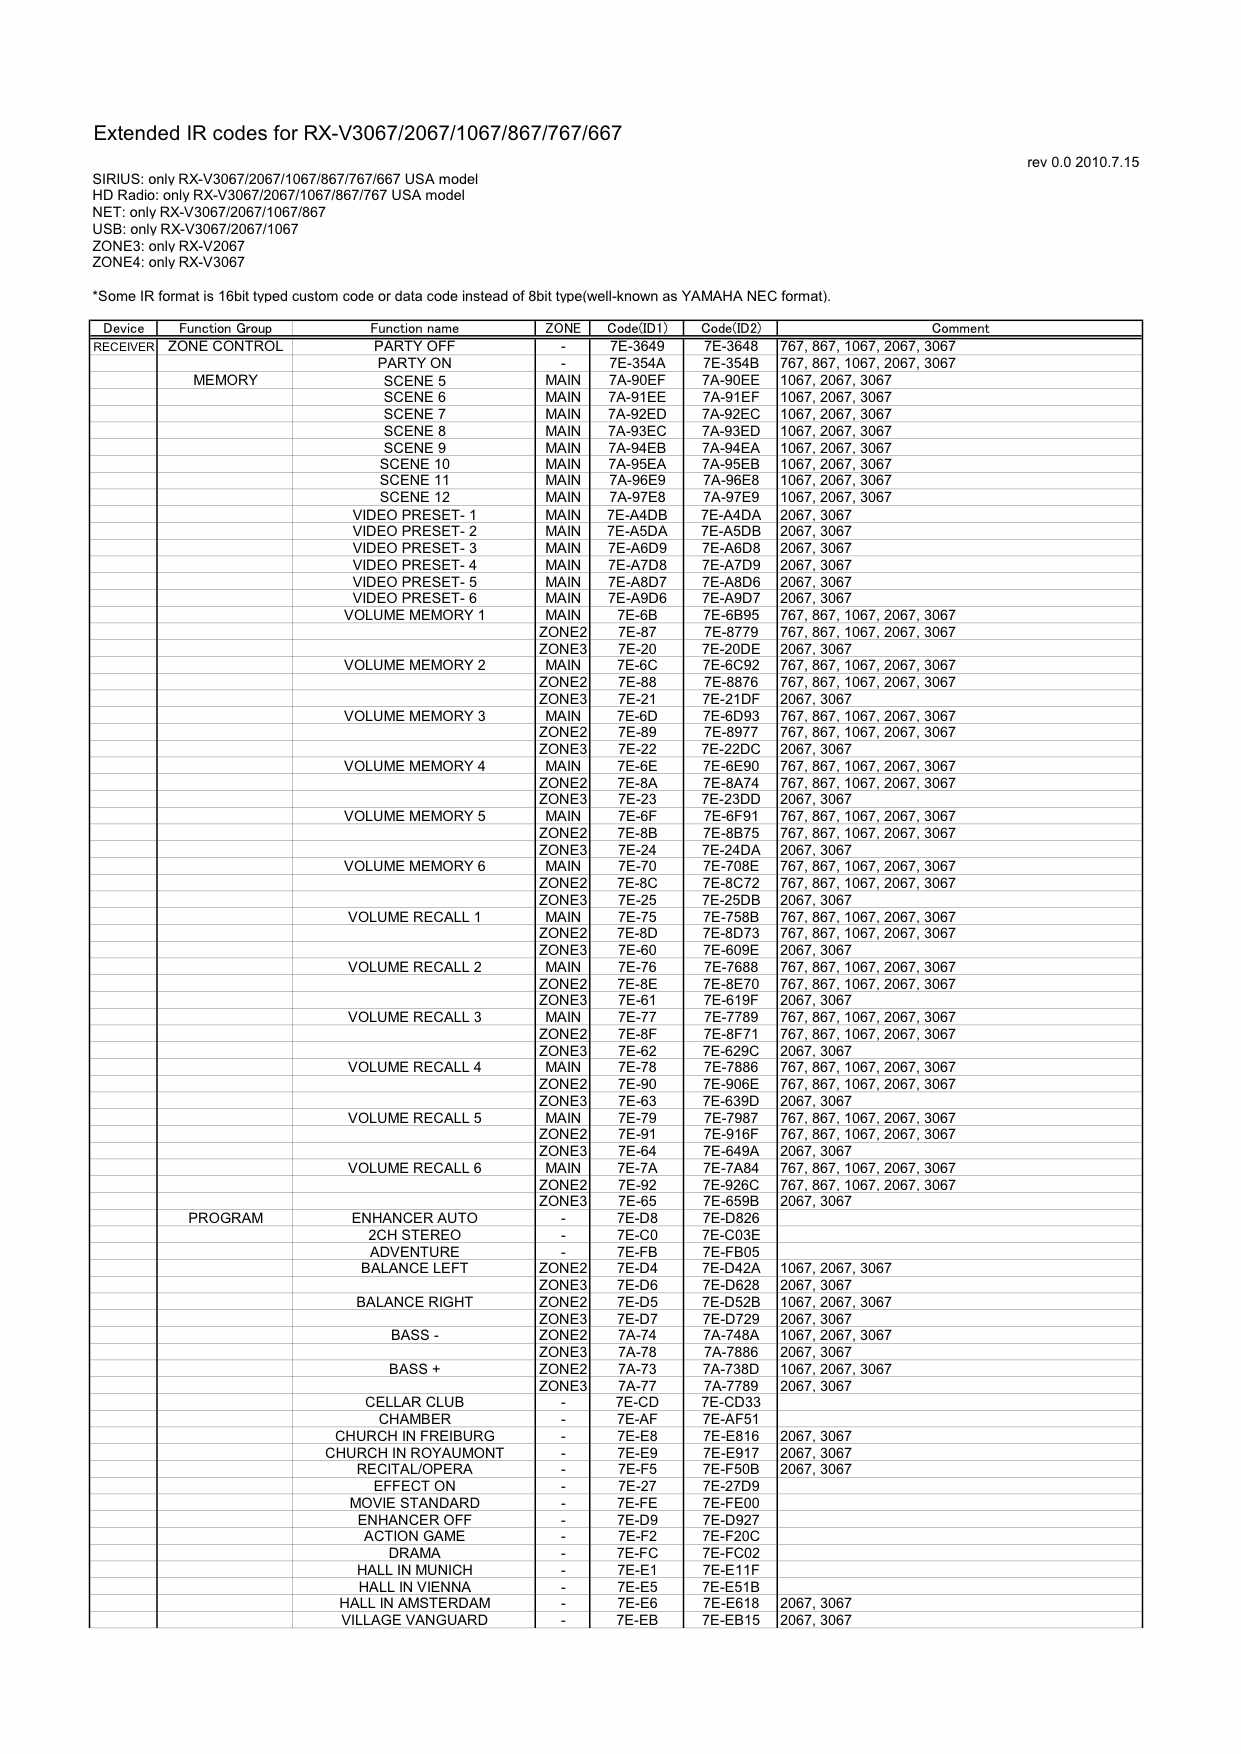 Extended IR codes for RX-V3067/2067/1067/867/767/667
rev 0.0 2010.7.15
SIRIUS: only RX-V3067/2067/1067/867/767/667 USA model
HD Radio: only RX-V3067/2067/1067/867/767 USA model
NET: only RX-V3067/2067/1067/867
USB: only RX-V3067/2067/1067
ZONE3: only RX-V2067
ZONE4: only RX-V3067
*Some IR format is 16bit typed custom code or data code instead of 8bit type(well-known as YAMAHA NEC format).
Device Function Group Function name ZONE Code(ID1) Code(ID2) Comment
RECEIVER ZONE CONTROL PARTY OFF - 7E-3649 7E-3648 767, 867, 1067, 2067, 3067
PARTY ON - 7E-354A 7E-354B 767, 867, 1067, 2067, 3067
MEMORY SCENE 5 MAIN 7A-90EF 7A-90EE 1067, 2067, 3067
SCENE 6 MAIN 7A-91EE 7A-91EF 1067, 2067, 3067
SCENE 7 MAIN 7A-92ED 7A-92EC 1067, 2067, 3067
SCENE 8 MAIN 7A-93EC 7A-93ED 1067, 2067, 3067
SCENE 9 MAIN 7A-94EB 7A-94EA 1067, 2067, 3067
SCENE 10 MAIN 7A-95EA 7A-95EB 1067, 2067, 3067
SCENE 11 MAIN 7A-96E9 7A-96E8 1067, 2067, 3067
SCENE 12 MAIN 7A-97E8 7A-97E9 1067, 2067, 3067
VIDEO PRESET- 1 MAIN 7E-A4DB 7E-A4DA 2067, 3067
VIDEO PRESET- 2 MAIN 7E-A5DA 7E-A5DB 2067, 3067
VIDEO PRESET- 3 MAIN 7E-A6D9 7E-A6D8 2067, 3067
VIDEO PRESET- 4 MAIN 7E-A7D8 7E-A7D9 2067, 3067
VIDEO PRESET- 5 MAIN 7E-A8D7 7E-A8D6 2067, 3067
VIDEO PRESET- 6 MAIN 7E-A9D6 7E-A9D7 2067, 3067
VOLUME MEMORY 1 MAIN 7E-6B 7E-6B95 767, 867, 1067, 2067, 3067
ZONE2 7E-87 7E-8779 767, 867, 1067, 2067, 3067
ZONE3 7E-20 7E-20DE 2067, 3067
VOLUME MEMORY 2 MAIN 7E-6C 7E-6C92 767, 867, 1067, 2067, 3067
ZONE2 7E-88 7E-8876 767, 867, 1067, 2067, 3067
ZONE3 7E-21 7E-21DF 2067, 3067
VOLUME MEMORY 3 MAIN 7E-6D 7E-6D93 767, 867, 1067, 2067, 3067
ZONE2 7E-89 7E-8977 767, 867, 1067, 2067, 3067
ZONE3 7E-22 7E-22DC 2067, 3067
VOLUME MEMORY 4 MAIN 7E-6E 7E-6E90 767, 867, 1067, 2067, 3067
ZONE2 7E-8A 7E-8A74 767, 867, 1067, 2067, 3067
ZONE3 7E-23 7E-23DD 2067, 3067
VOLUME MEMORY 5 MAIN 7E-6F 7E-6F91 767, 867, 1067, 2067, 3067
ZONE2 7E-8B 7E-8B75 767, 867, 1067, 2067, 3067
ZONE3 7E-24 7E-24DA 2067, 3067
VOLUME MEMORY 6 MAIN 7E-70 7E-708E 767, 867, 1067, 2067, 3067
ZONE2 7E-8C 7E-8C72 767, 867, 1067, 2067, 3067
ZONE3 7E-25 7E-25DB 2067, 3067
VOLUME RECALL 1 MAIN 7E-75 7E-758B 767, 867, 1067, 2067, 3067
ZONE2 7E-8D 7E-8D73 767, 867, 1067, 2067, 3067
ZONE3 7E-60 7E-609E 2067, 3067
VOLUME RECALL 2 MAIN 7E-76 7E-7688 767, 867, 1067, 2067, 3067
ZONE2 7E-8E 7E-8E70 767, 867, 1067, 2067, 3067
ZONE3 7E-61 7E-619F 2067, 3067
VOLUME RECALL 3 MAIN 7E-77 7E-7789 767, 867, 1067, 2067, 3067
ZONE2 7E-8F 7E-8F71 767, 867, 1067, 2067, 3067
ZONE3 7E-62 7E-629C 2067, 3067
VOLUME RECALL 4 MAIN 7E-78 7E-7886 767, 867, 1067, 2067, 3067
ZONE2 7E-90 7E-906E 767, 867, 1067, 2067, 3067
ZONE3 7E-63 7E-639D 2067, 3067
VOLUME RECALL 5 MAIN 7E-79 7E-7987 767, 867, 1067, 2067, 3067
ZONE2 7E-91 7E-916F 767, 867, 1067, 2067, 3067
ZONE3 7E-64 7E-649A 2067, 3067
VOLUME RECALL 6 MAIN 7E-7A 7E-7A84 767, 867, 1067, 2067, 3067
ZONE2 7E-92 7E-926C 767, 867, 1067, 2067, 3067
ZONE3 7E-65 7E-659B 2067, 3067
PROGRAM ENHANCER AUTO - 7E-D8 7E-D826
2CH STEREO - 7E-C0 7E-C03E
ADVENTURE - 7E-FB 7E-FB05
BALANCE LEFT ZONE2 7E-D4 7E-D42A 1067, 2067, 3067
ZONE3 7E-D6 7E-D628 2067, 3067
BALANCE RIGHT ZONE2 7E-D5 7E-D52B 1067, 2067, 3067
ZONE3 7E-D7 7E-D729 2067, 3067
BASS - ZONE2 7A-74 7A-748A 1067, 2067, 3067
ZONE3 7A-78 7A-7886 2067, 3067
BASS + ZONE2 7A-73 7A-738D 1067, 2067, 3067
ZONE3 7A-77 7A-7789 2067, 3067
CELLAR CLUB - 7E-CD 7E-CD33
CHAMBER - 7E-AF 7E-AF51
CHURCH IN FREIBURG - 7E-E8 7E-E816 2067, 3067
CHURCH IN ROYAUMONT - 7E-E9 7E-E917 2067, 3067
RECITAL/OPERA - 7E-F5 7E-F50B 2067, 3067
EFFECT ON - 7E-27 7E-27D9
MOVIE STANDARD - 7E-FE 7E-FE00
ENHANCER OFF - 7E-D9 7E-D927
ACTION GAME - 7E-F2 7E-F20C
DRAMA - 7E-FC 7E-FC02
HALL IN MUNICH - 7E-E1 7E-E11F
HALL IN VIENNA - 7E-E5 7E-E51B
HALL IN AMSTERDAM - 7E-E6 7E-E618 2067, 3067
VILLAGE VANGUARD - 7E-EB 7E-EB15 2067, 3067